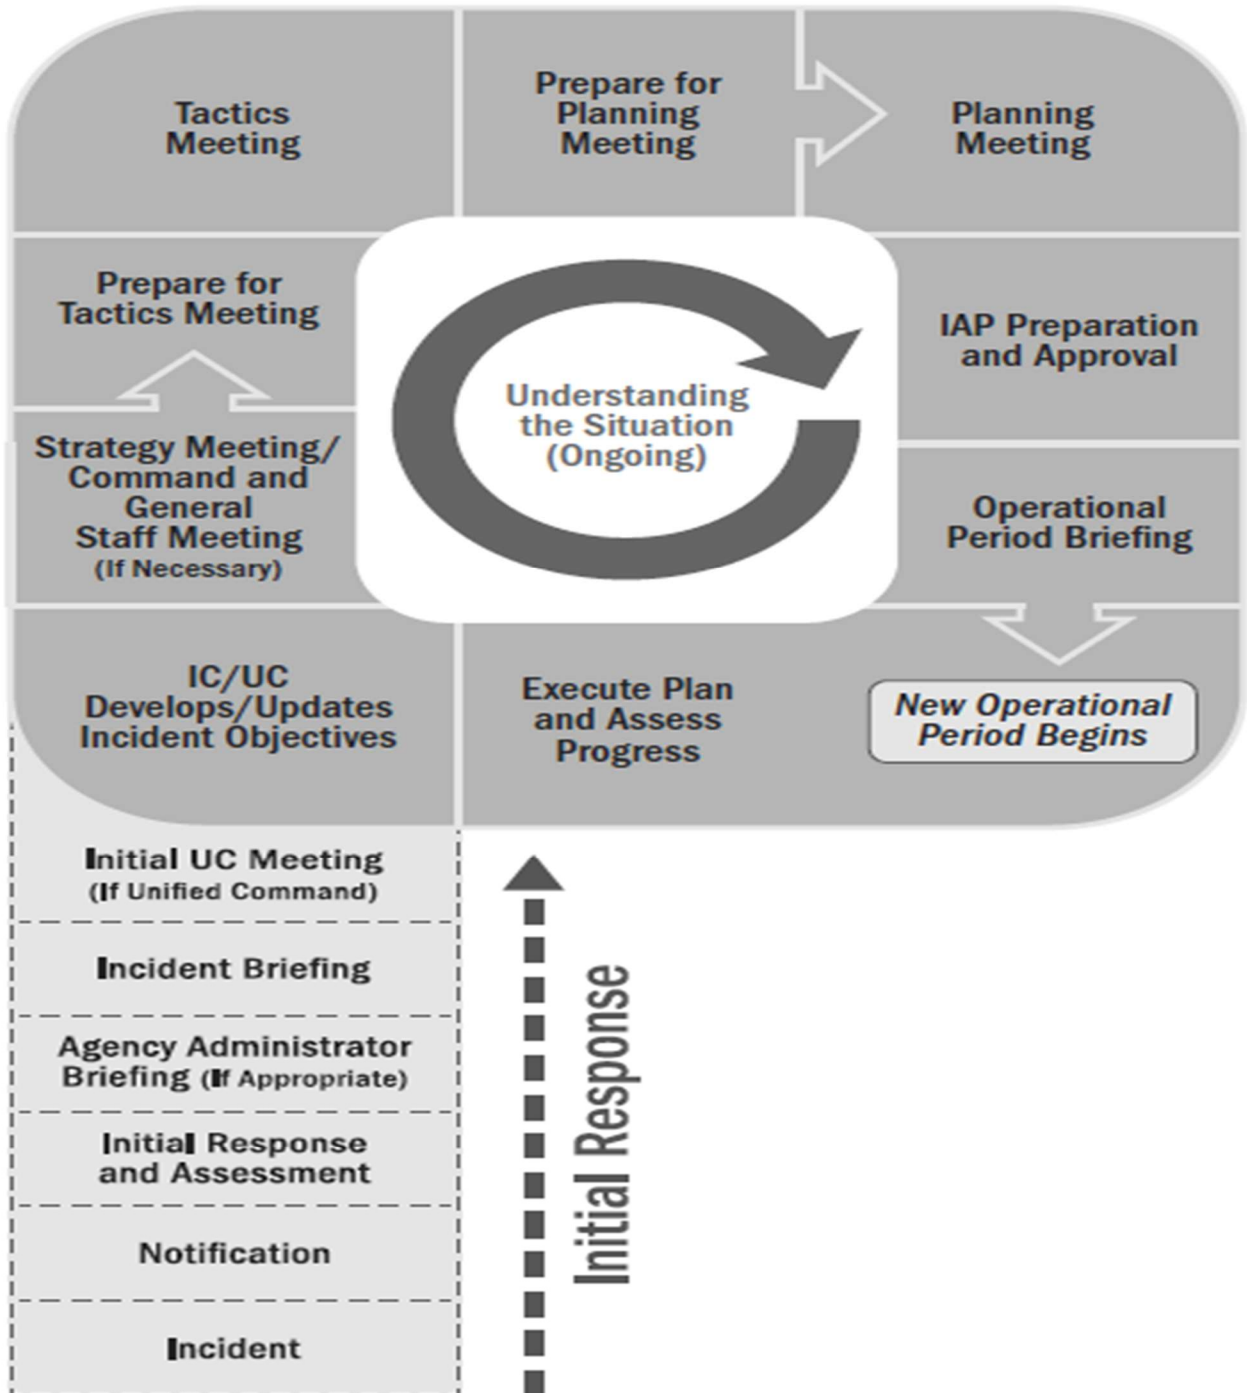 Tactics
Meeting
Prepare for
Planning
Meeting
Planning
Meeting
Prepare for
Tactics Meeting
Understanding
the Situation
(Ongoing)
IAP Preparation
and Approval
Strategy Meeting/
Command and
General
Staff Meeting
(If Necessary)
Operational
Period Briefing
IC/UC
Develops/Updates
Incident Objectives
Execute Plan
and Assess
Progress
New Operational
Period Begins
Initial UC Meeting
(If Unified Command)
Incident Briefing
Agency Administrator
Briefing (If Appropriate)
Initial Response
and Assessment
Notification
Incident
Initial Response